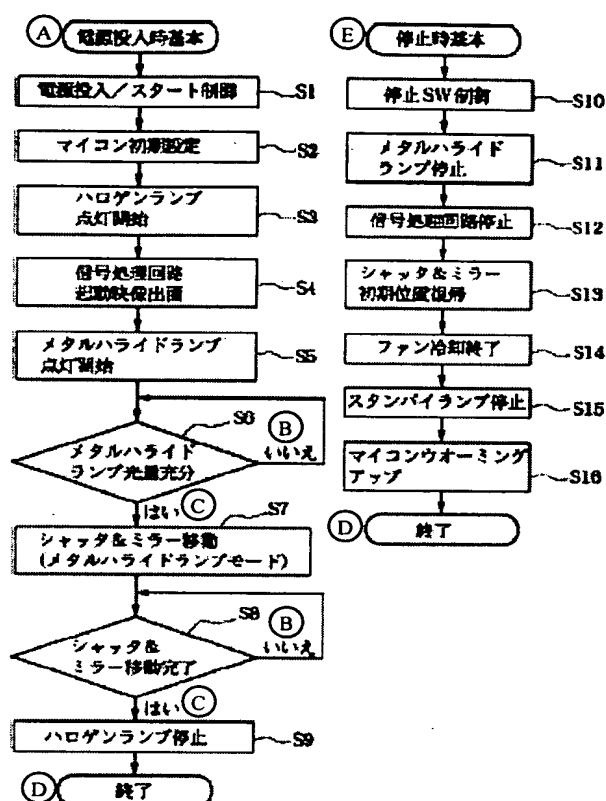 A 電源投入時基本
電源投入/スタート制御 S1
マイコン初期設定 S2
ハロゲンランプ
点灯開始 S3
信号処理回路
起動映像出画 S4
メタルハライドランプ
点灯開始 S5
S6 B
メタルハライド
ランプ光量充分
いいえ
はい C S7
シャッタ&ミラー移動
(メタルハライドランプモード)
S8 B
シャッタ&
ミラー移動完了
いいえ
はい C
ハロゲンランプ停止 S9
D 終了
E 停止時基本
停止SW制御 S10
メタルハライド
ランプ停止 S11
信号処理回路停止 S12
シャッタ&ミラー
初期位置復帰 S13
ファン冷却終了 S14
スタンバイランプ停止 S15
マイコンウオーミング
アップ S16
D 終了